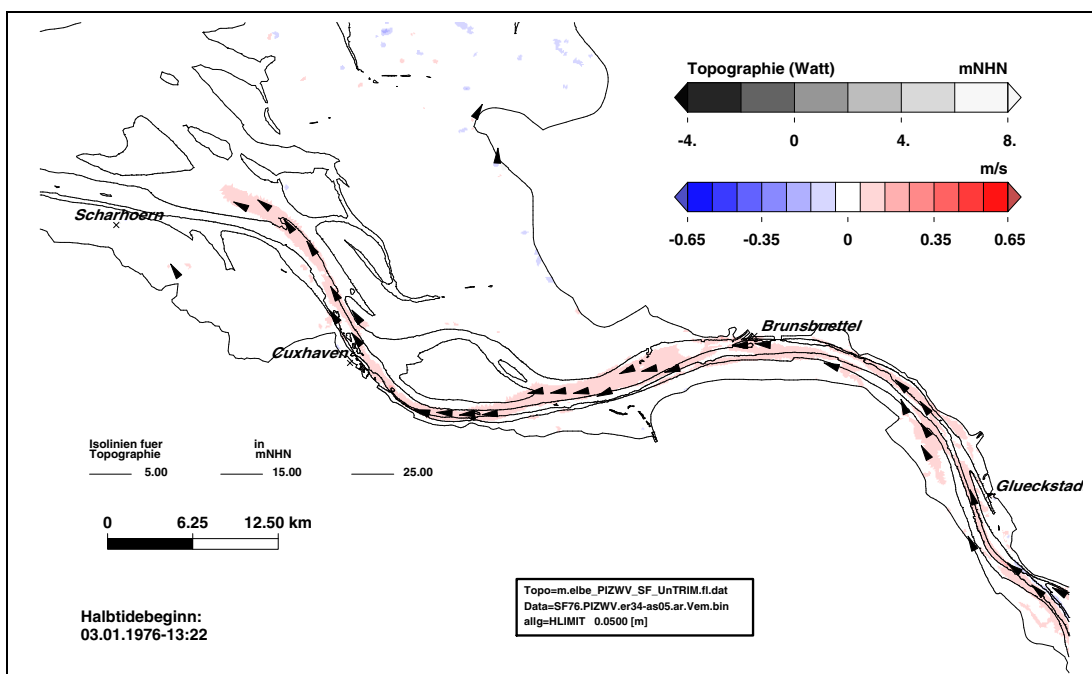 Topographie (Watt) mNHN
-4. 0 4. 8.
m/s
-0.65 -0.35 0 0.35 0.65
Scharhoern
Brunsbuettel
Cuxhaven
Isolinien fuer in
Topographie mNHN
5.00 15.00 25.00
Glueckstad
0 6.25 12.50 km
Topo=m.elbe_PIZWV_SF_UnTRIM.fl.dat
Data=SF76.PIZWV.er34-as05.ar.Vem.bin
allg=HLIMIT 0.0500 [m]
Halbtidebeginn:
03.01.1976-13:22